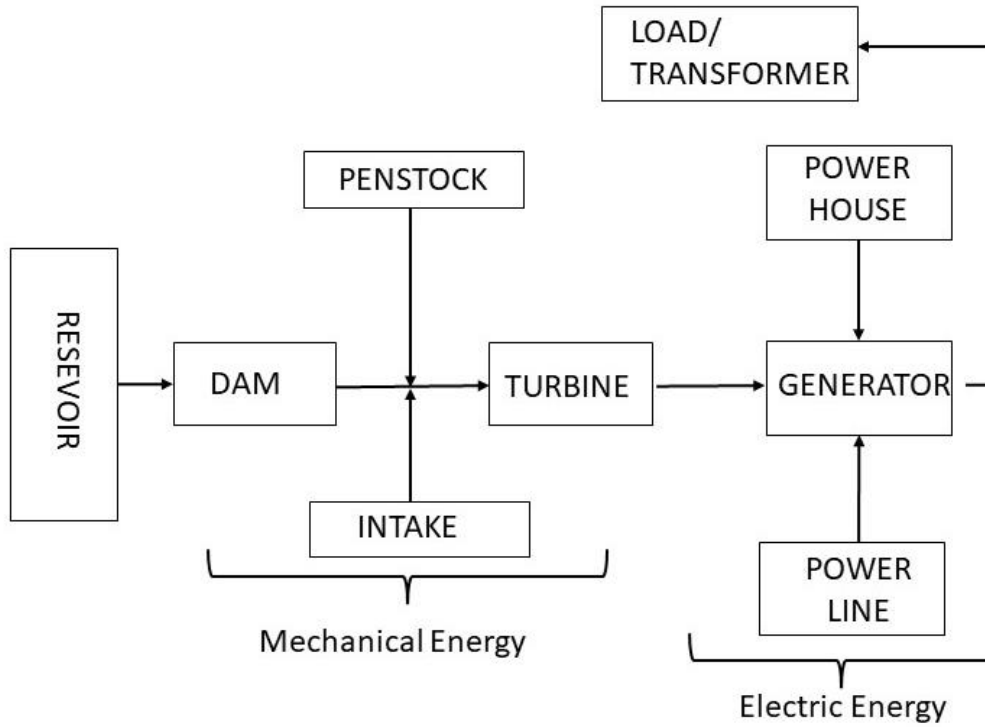 LOAD/
TRANSFORMER
PENSTOCK
POWER
HOUSE
RESEVOIR
DAM
TURBINE
GENERATOR
INTAKE
POWER
LINE
Mechanical Energy
Electric Energy